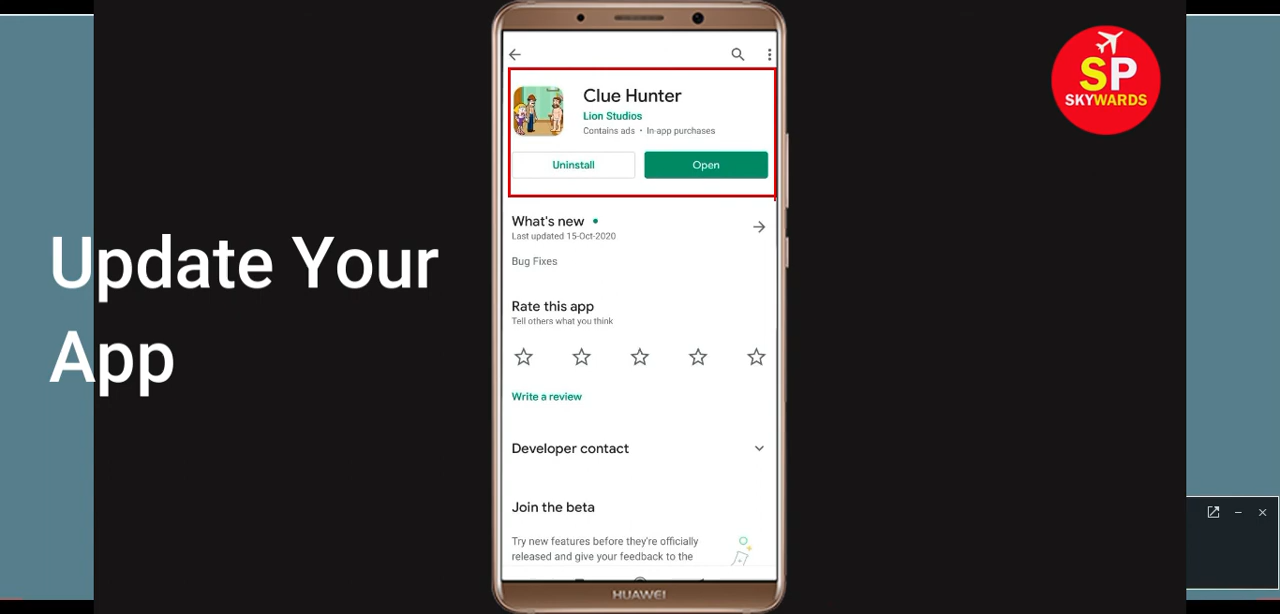 Clue Hunter
Lion Studios
Contains ads • In-app purchases
Uninstall
Open
What's new
Last updated 15-Oct-2020
Bug Fixes
Rate this app
Tell others what you think
Write a review
Developer contact
Join the beta
Try new features before they're officially
released and give your feedback to the
HUAWEI
Update Your
App
SP
SKYWARDS